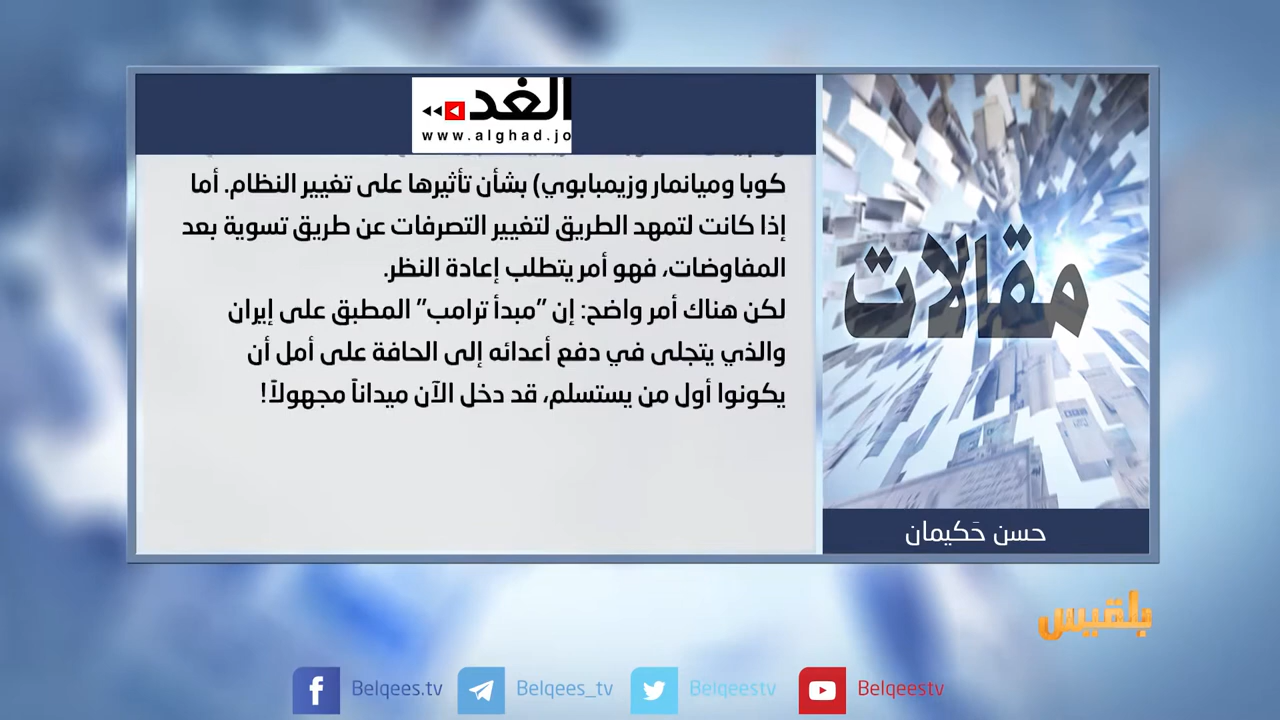 الغد
www.alghad.jo
كوبا وميانمار وزيمبابوي) بشأن تأثيرها على تغيير النظام. أما
إذا كانت لتمهد الطريق لتغيير التصرفات عن طريق تسوية بعد
المفاوضات، فهو أمر يتطلب إعادة النظر.
لكن هناك أمر واضح: إن "مبدأ ترامب" المطبق على إيران
والذي يتجلى في دفع أعدائه إلى الحافة على أمل أن
يكونوا أول من يستسلم، قد دخل الآن ميداناً مجهولاً!
مقالات
حسن حَكيمان
بلقيس
Belqees.tv
Belqees_tv
Belqeestv
Belqeestv